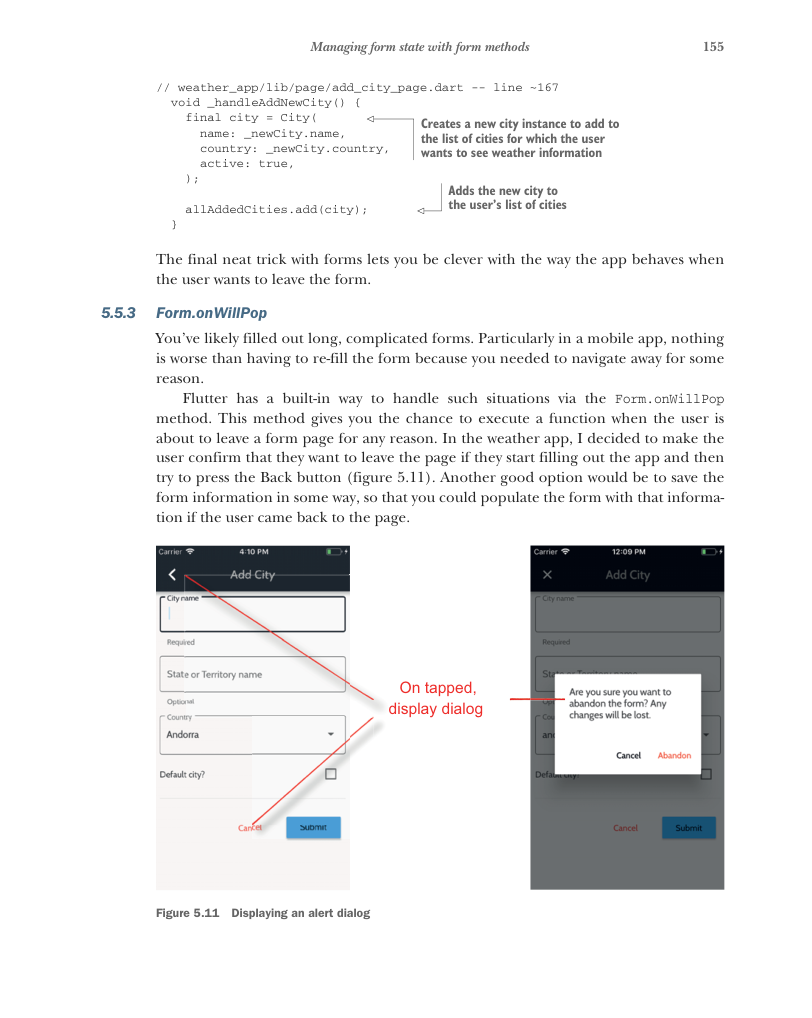 Managing form state with form methods 155
// weather_app/lib/page/add_city_page.dart -- line ~167
void _handleAddNewCity() {
final city = City(
name: _newCity.name,
country: _newCity.country,
active: true,
);
Creates a new city instance to add to
the list of cities for which the user
wants to see weather information
allAddedCities.add(city);
}
Adds the new city to
the user's list of cities
The final neat trick with forms lets you be clever with the way the app behaves when
the user wants to leave the form.
5.5.3 Form.onWillPop
You've likely filled out long, complicated forms. Particularly in a mobile app, nothing
is worse than having to re-fill the form because you needed to navigate away for some
reason.
Flutter has a built-in way to handle such situations via the Form.onWillPop
method. This method gives you the chance to execute a function when the user is
about to leave a form page for any reason. In the weather app, I decided to make the
user confirm that they want to leave the page if they start filling out the app and then
try to press the Back button (figure 5.11). Another good option would be to save the
form information in some way, so that you could populate the form with that informa-
tion if the user came back to the page.
Carrier 4:10 PM
Add City
City name
Required
State or Territory name
Optional
Country
Andorra
Default city?
Cancel Submit
On tapped,
display dialog
Carrier 12:09 PM
Add City
City name
Required
State or Territory name
Are you sure you want to
abandon the form? Any
changes will be lost.
Cancel Abandon
Default city?
Cancel Submit
Figure 5.11 Displaying an alert dialog